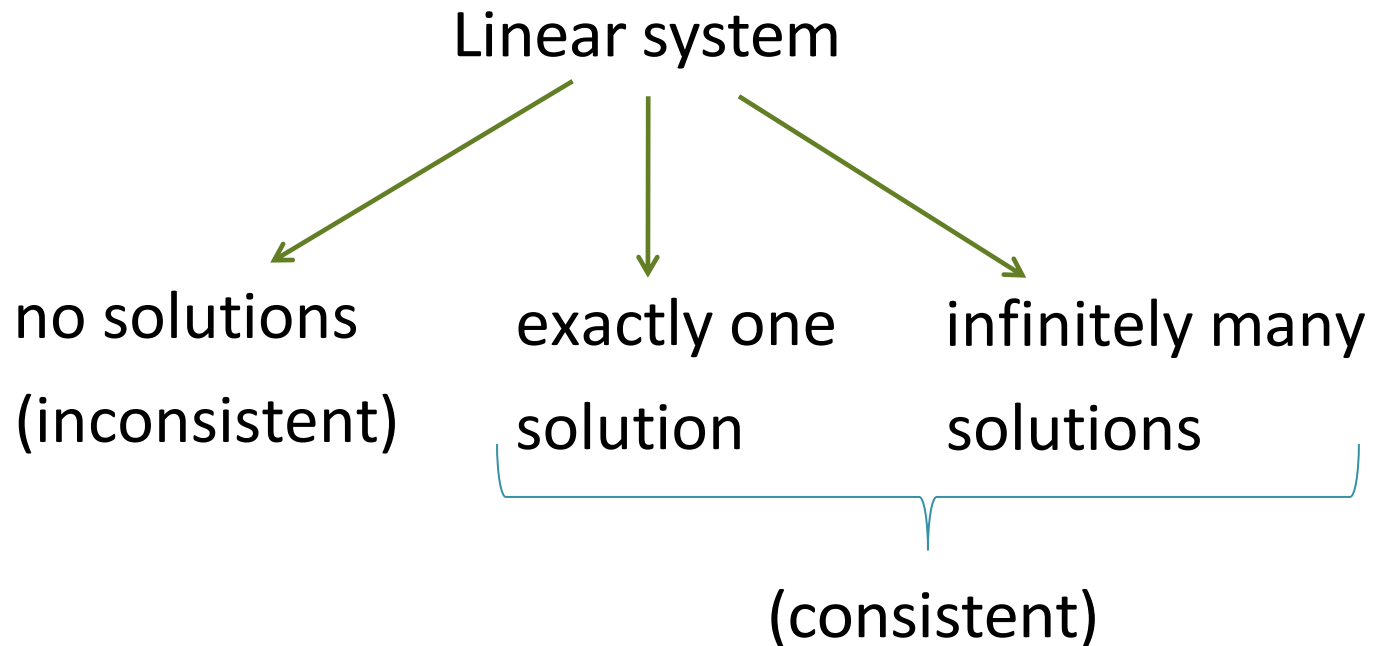 Linear system
no solutions
(inconsistent)
exactly one
solution
infinitely many
solutions
(consistent)